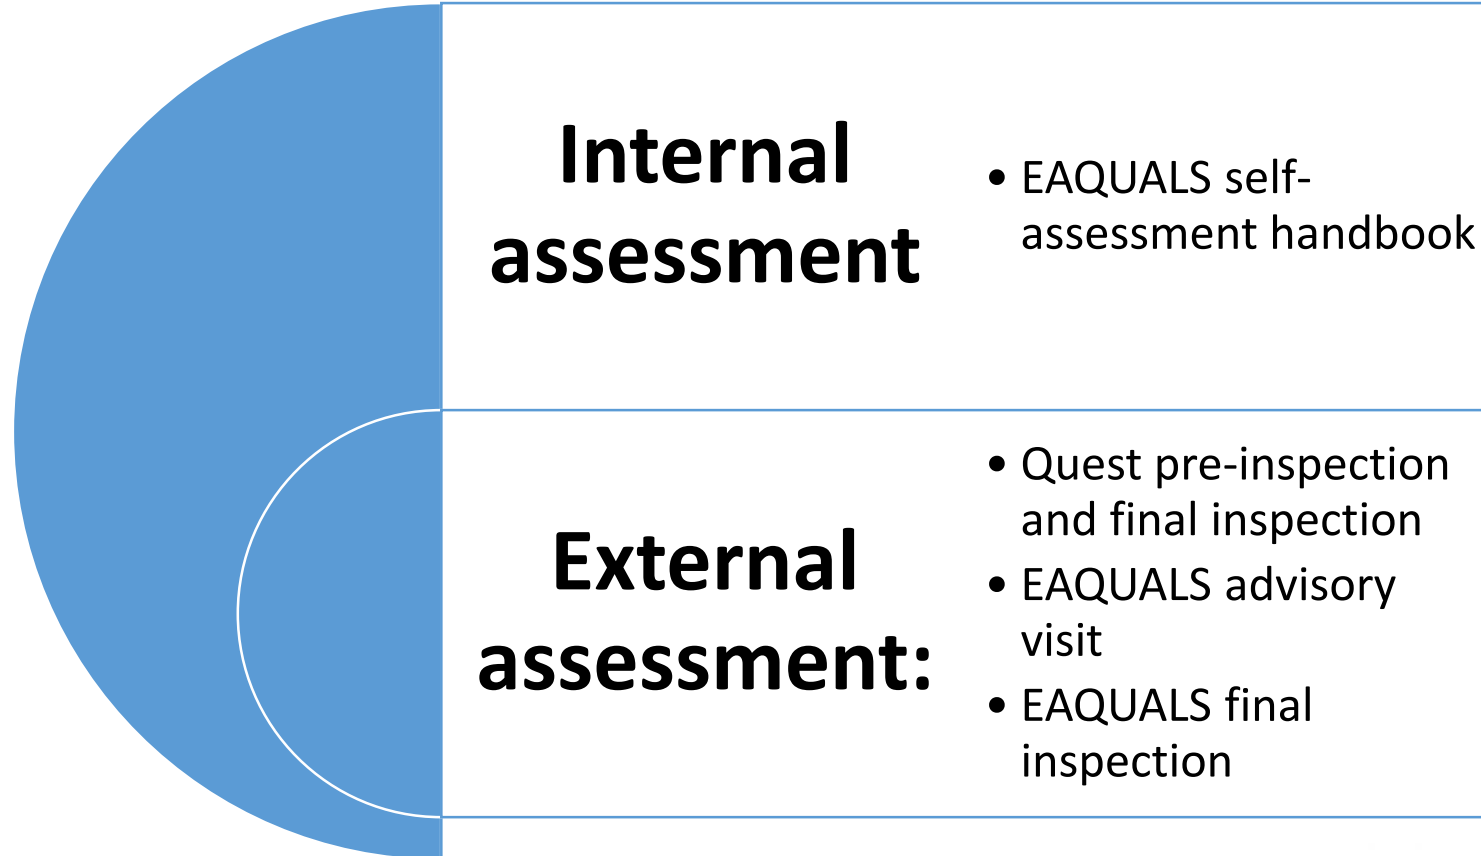 Internal
assessment
• EAQUALS self-
assessment handbook
External
assessment:
• Quest pre-inspection
and final inspection
• EAQUALS advisory
visit
• EAQUALS final
inspection